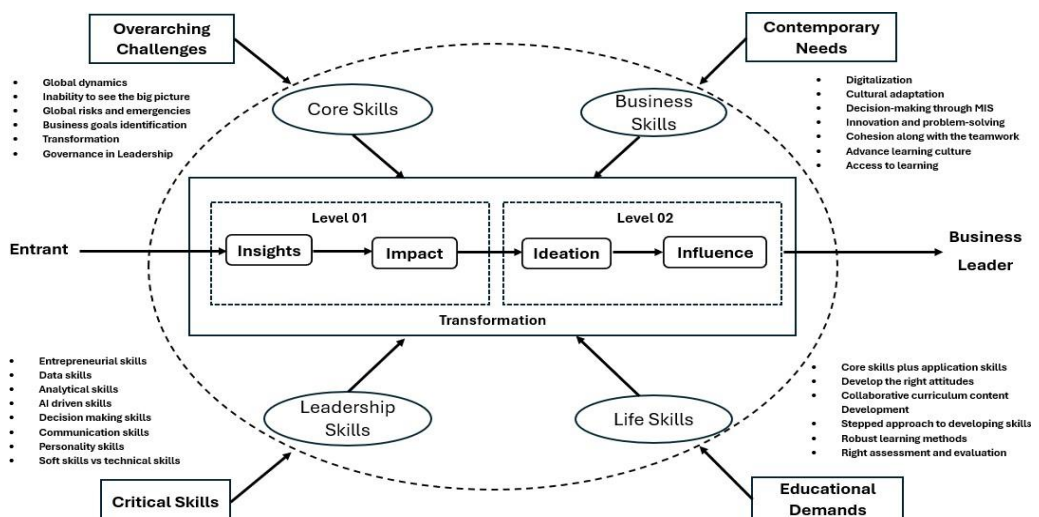 Overarching
Challenges
• Global dynamics
• Inability to see the big picture
• Global risks and emergencies
• Business goals identification
• Transformation
• Governance in Leadership
Contemporary
Needs
• Digitalization
• Cultural adaptation
• Decision-making through MIS
• Innovation and problem-solving
• Cohesion along with the teamwork
• Advance learning culture
• Access to learning
Core Skills
Business
Skills
Entrant
Level 01
Insights
Impact
Level 02
Ideation
Influence
Transformation
Business
Leader
• Entrepreneurial skills
• Data skills
• Analytical skills
• AI driven skills
• Decision making skills
• Communication skills
• Personality skills
• Soft skills vs technical skills
Critical Skills
Leadership
Skills
Life Skills
• Core skills plus application skills
• Develop the right attitudes
• Collaborative curriculum content
Development
• Stepped approach to developing skills
• Robust learning methods
• Right assessment and evaluation
Educational
Demands